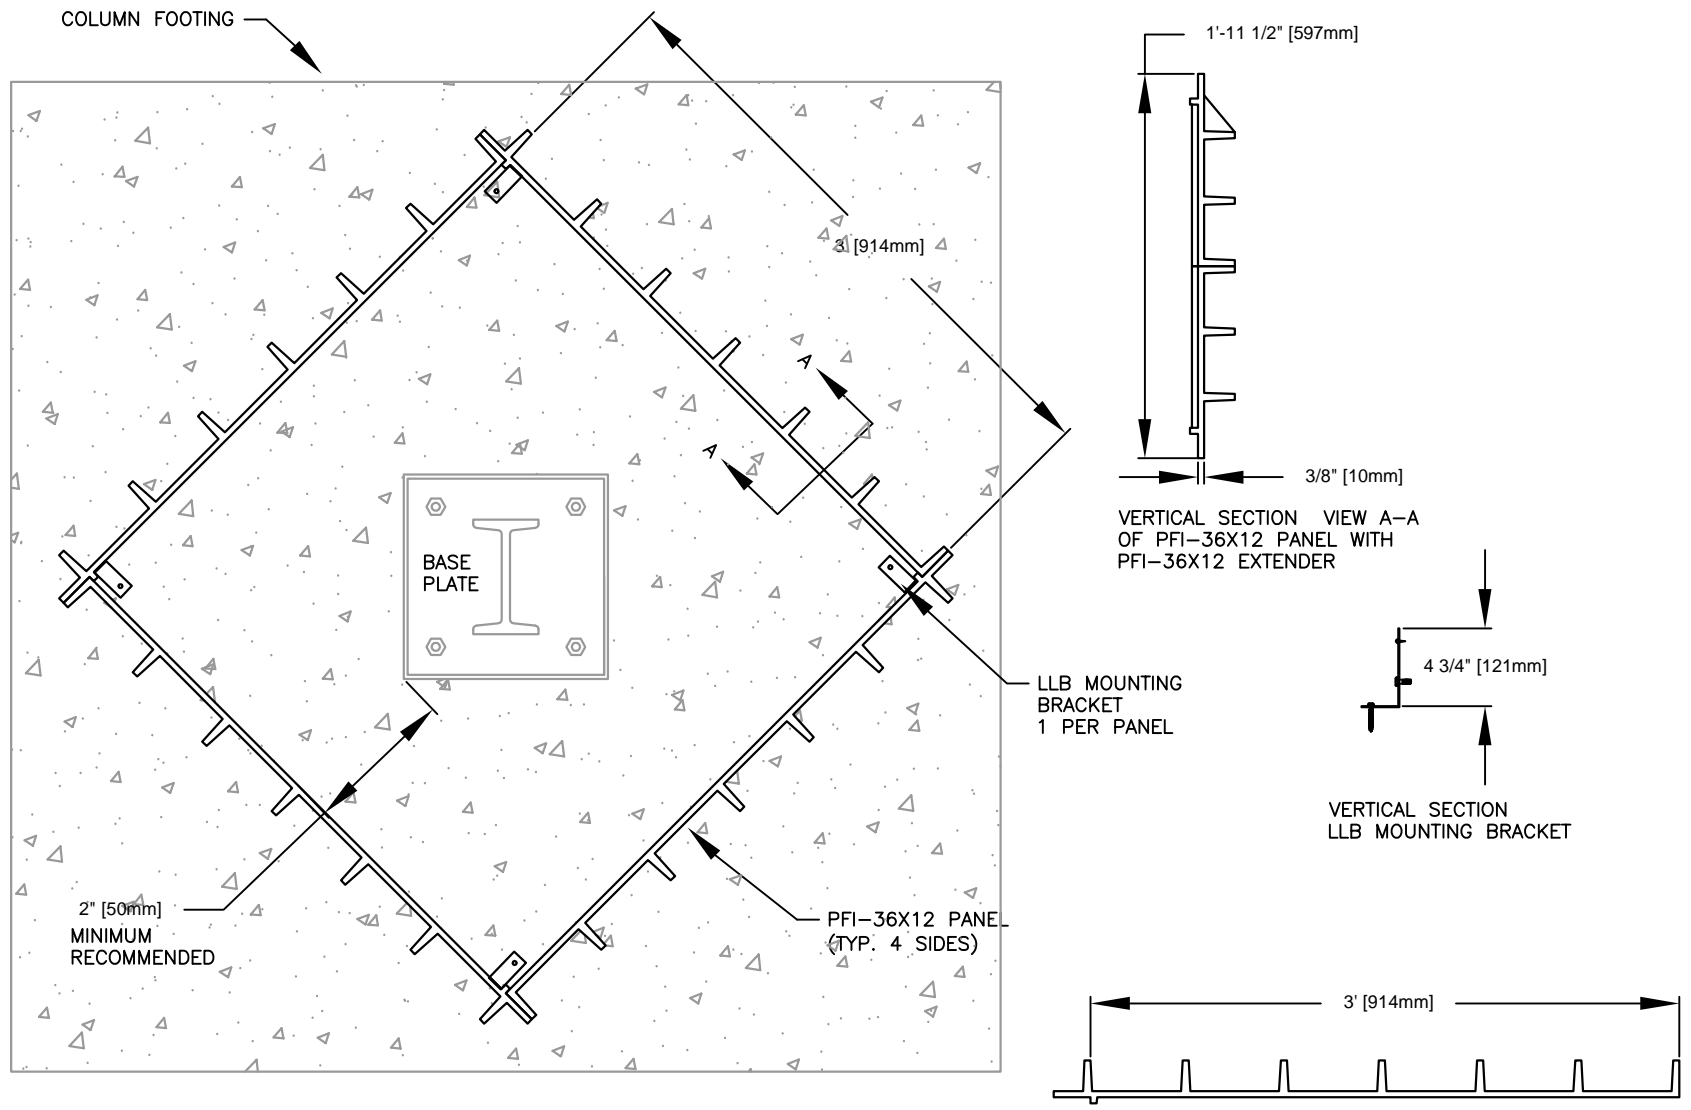 COLUMN FOOTING
1'-11 1/2" [597mm]
3' [914mm]
A
A
3/8" [10mm]
VERTICAL SECTION VIEW A-A
OF PFI-36X12 PANEL WITH
PFI-36X12 EXTENDER
BASE
PLATE
4 3/4" [121mm]
LLB MOUNTING
BRACKET
1 PER PANEL
VERTICAL SECTION
LLB MOUNTING BRACKET
2" [50mm]
MINIMUM
RECOMMENDED
PFI-36X12 PANEL
(TYP. 4 SIDES)
3' [914mm]